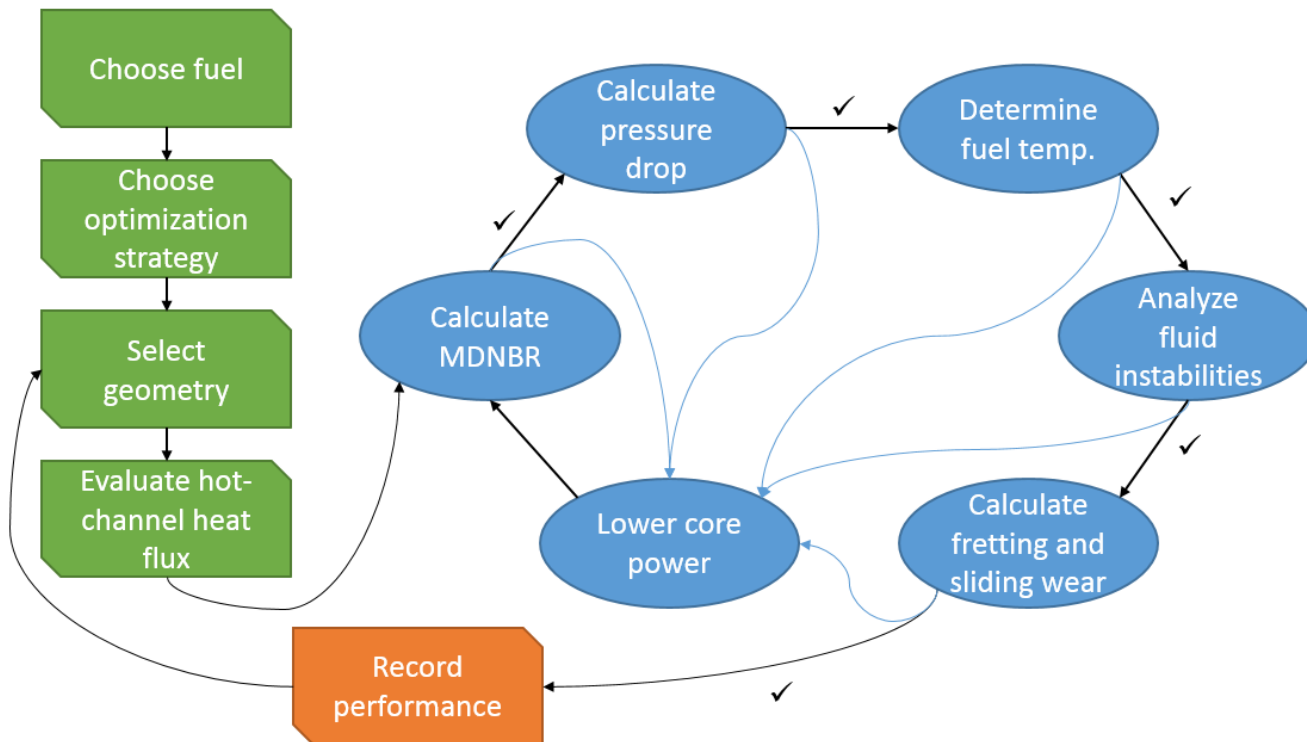 Choose fuel
Choose
optimization
strategy
Select
geometry
Evaluate hot-
channel heat
flux
Record
performance
Calculate
MDNBR
✓
Calculate
pressure
drop
✓
Determine
fuel temp.
✓
Analyze
fluid
instabilities
✓
Calculate
fretting and
sliding wear
✓
Lower core
power